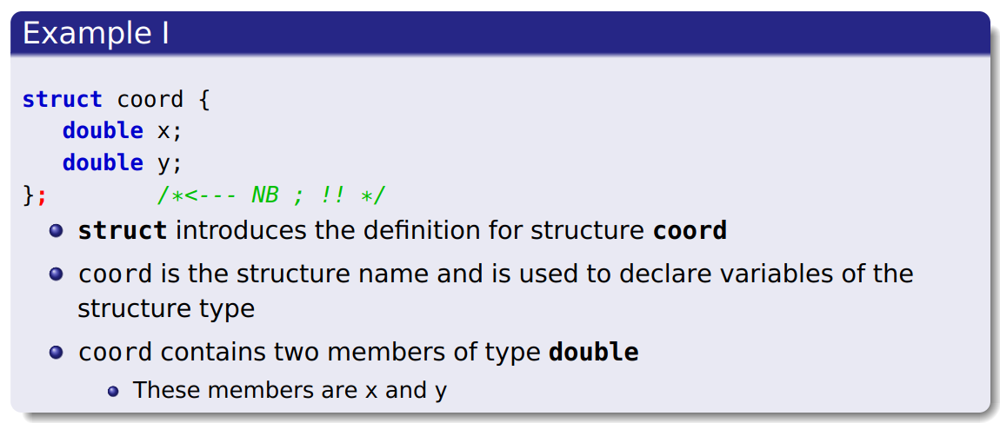 Example I
struct coord {
double x;
double y;
}; /*<--- NB ; !! */
struct introduces the definition for structure coord
coord is the structure name and is used to declare variables of the
structure type
coord contains two members of type double
These members are x and y